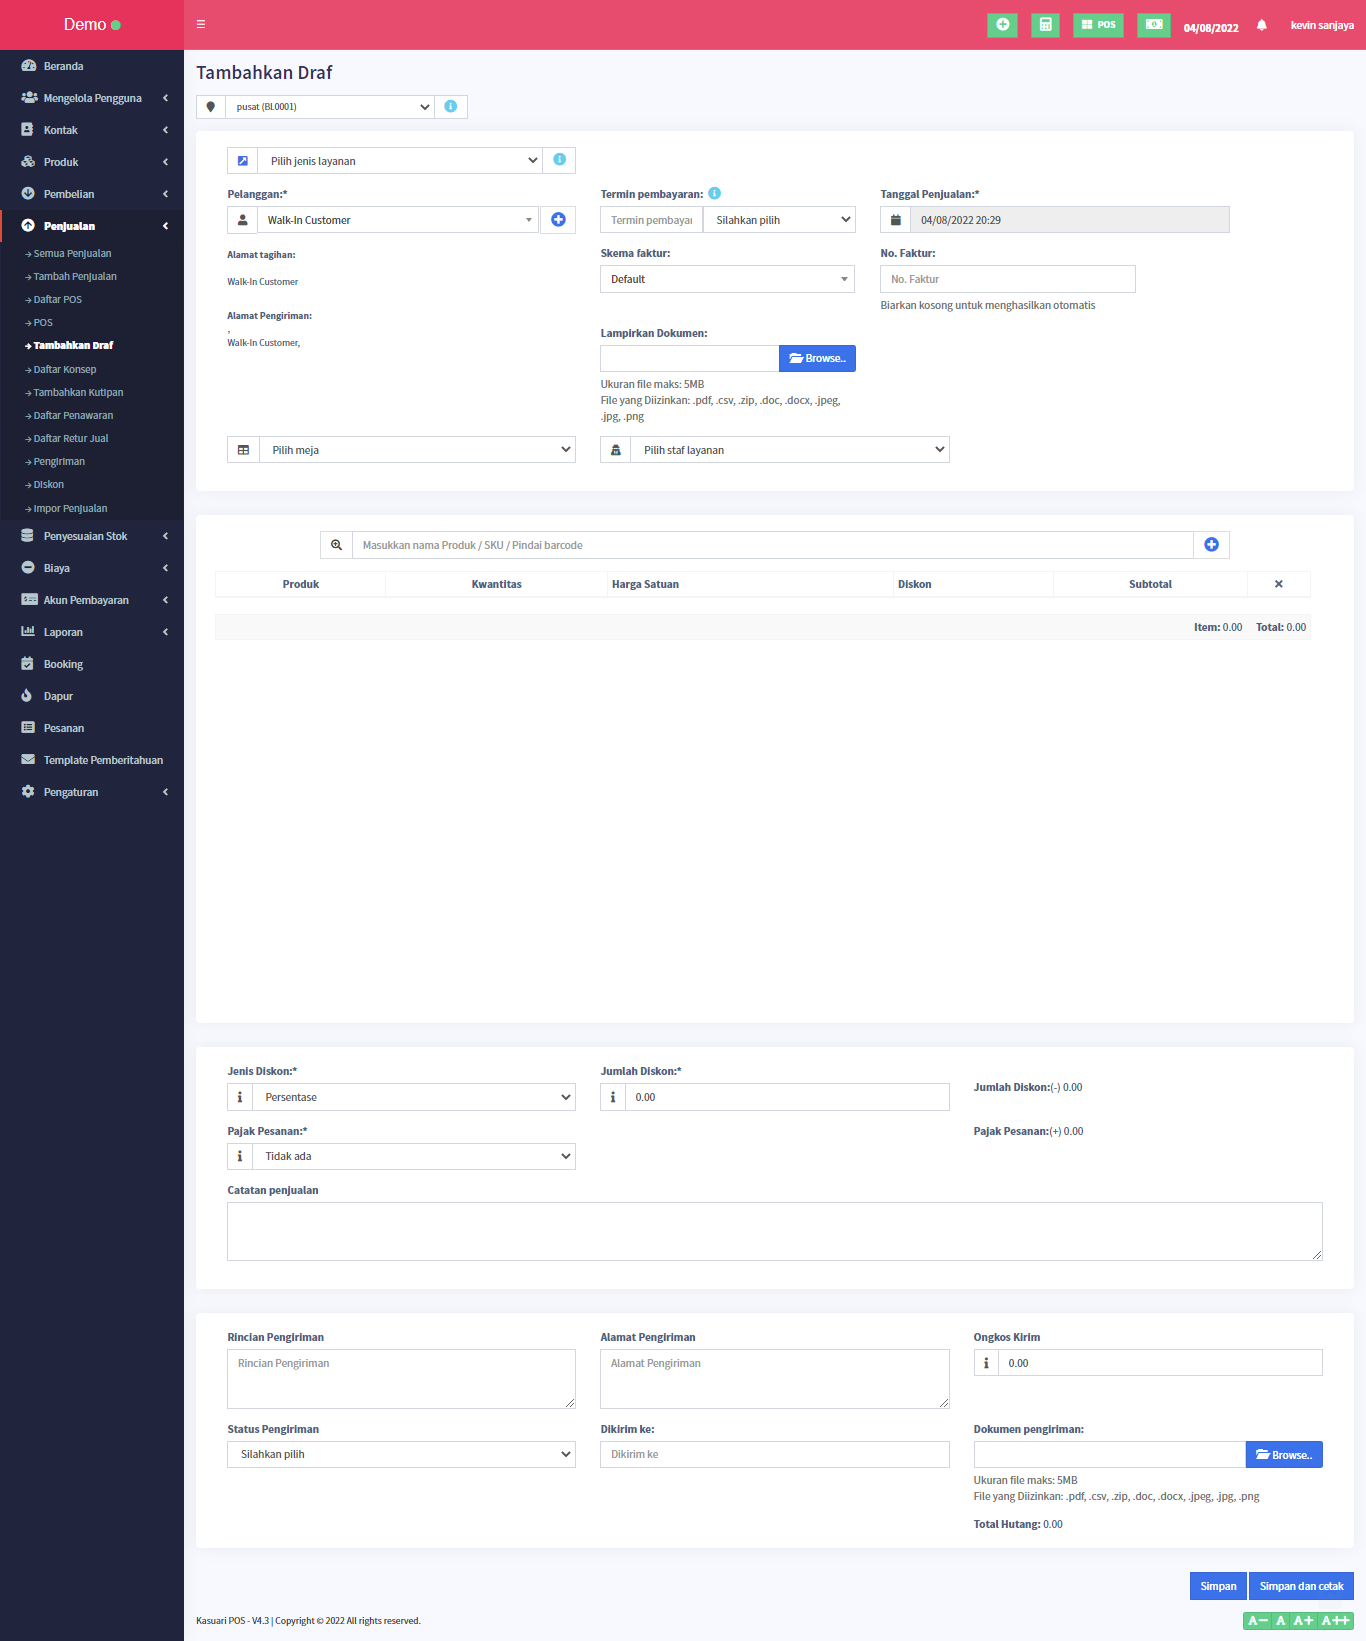 Demo
POS
04/08/2022
kevin sanjaya
Beranda
Mengelola Pengguna
Kontak
Produk
Pembelian
Penjualan
Semua Penjualan
Tambah Penjualan
Daftar POS
POS
Tambahkan Draf
Daftar Konsep
Tambahkan Kutipan
Daftar Penawaran
Daftar Retur Jual
Pengiriman
Diskon
Impor Penjualan
Penyesuaian Stok
Biaya
Akun Pembayaran
Laporan
Booking
Dapur
Pesanan
Template Pemberitahuan
Pengaturan
Tambahkan Draf
pusat (BL0001)
Pilih jenis layanan
Pelanggan:*
Walk-In Customer
Alamat tagihan:
Walk-In Customer
Alamat Pengiriman:
,
Walk-In Customer,
Termin pembayaran:
Termin pembayar
Silahkan pilih
Tanggal Penjualan:*
04/08/2022 20:29
Skema faktur:
Default
No. Faktur:
No. Faktur
Biarkan kosong untuk menghasilkan otomatis
Lampirkan Dokumen:
Browse..
Ukuran file maks: 5MB
File yang Diizinkan: .pdf, .csv, .zip, .doc, .docx, .jpeg,
.jpg, .png
Pilih meja
Pilih staf layanan
Masukkan nama Produk / SKU / Pindai barcode
Produk Kwantitas Harga Satuan Diskon Subtotal
Item: 0.00 Total: 0.00
Jenis Diskon:*
Persentase
Jumlah Diskon:*
0.00
Jumlah Diskon:(-) 0.00
Pajak Pesanan:*
Tidak ada
Pajak Pesanan:(+) 0.00
Catatan penjualan
Rincian Pengiriman
Rincian Pengiriman
Alamat Pengiriman
Alamat Pengiriman
Ongkos Kirim
0.00
Status Pengiriman
Silahkan pilih
Dikirim ke:
Dikirim ke
Dokumen pengiriman:
Browse..
Ukuran file maks: 5MB
File yang Diizinkan: .pdf, .csv, .zip, .doc, .docx, .jpeg, .jpg, .png
Total Hutang: 0.00
Simpan
Simpan dan cetak
Kasuari POS - V4.3 | Copyright © 2022 All rights reserved.
A− A A+ A++